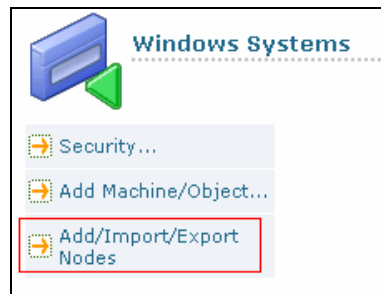 Windows Systems
Security...
Add Machine/Object...
Add/Import/Export
Nodes